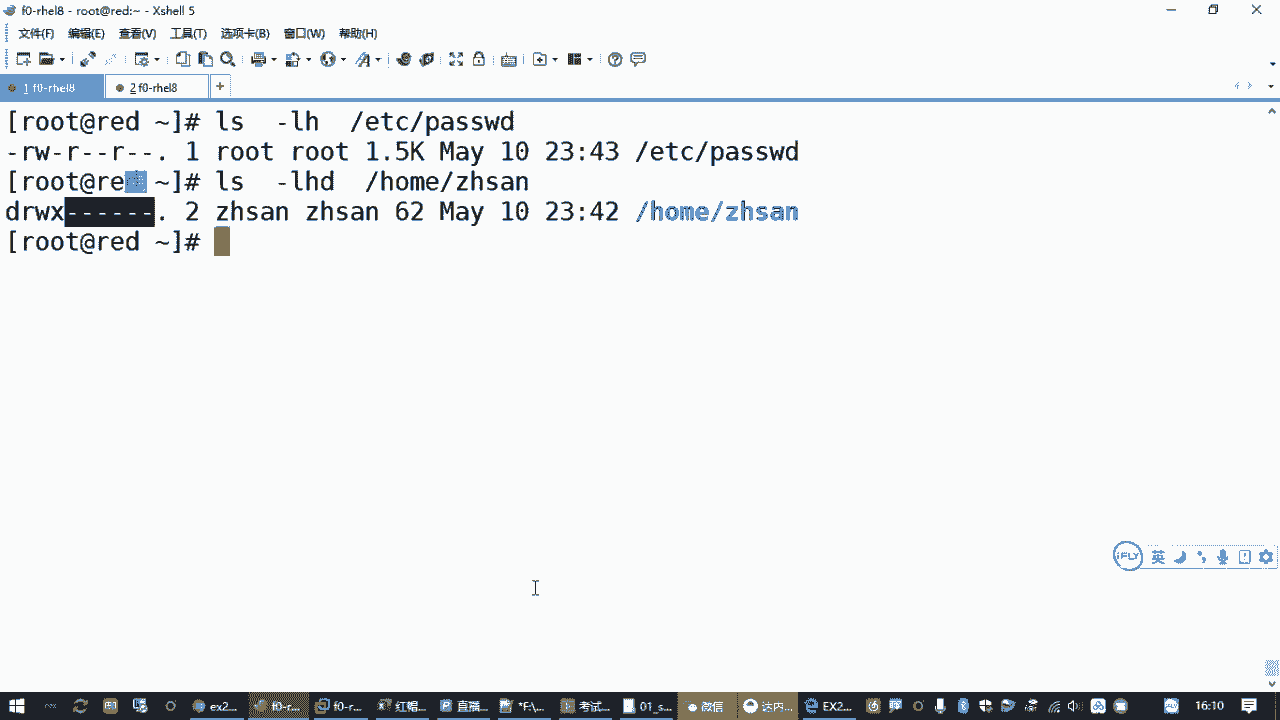 f0-rhel8 - root@red:~ - Xshell 5
文件(F) 编辑(E) 查看(V) 工具(T) 选项卡(B) 窗口(W) 帮助(H)
1 f0-rhel8 2 f0-rhel8 +
[root@red ~]# ls  -lh  /etc/passwd
-rw-r--r--. 1 root root 1.5K May 10 23:43 /etc/passwd
[root@red ~]# ls  -lhd  /home/zhsan
drwx------. 2 zhsan zhsan 62 May 10 23:42 /home/zhsan
[root@red ~]#
iFLY 英
ex2... f0-r... f0-r... 红帽... 直播... *F:\... 考试... 01_s... 微信 达内... EX2... 16:10